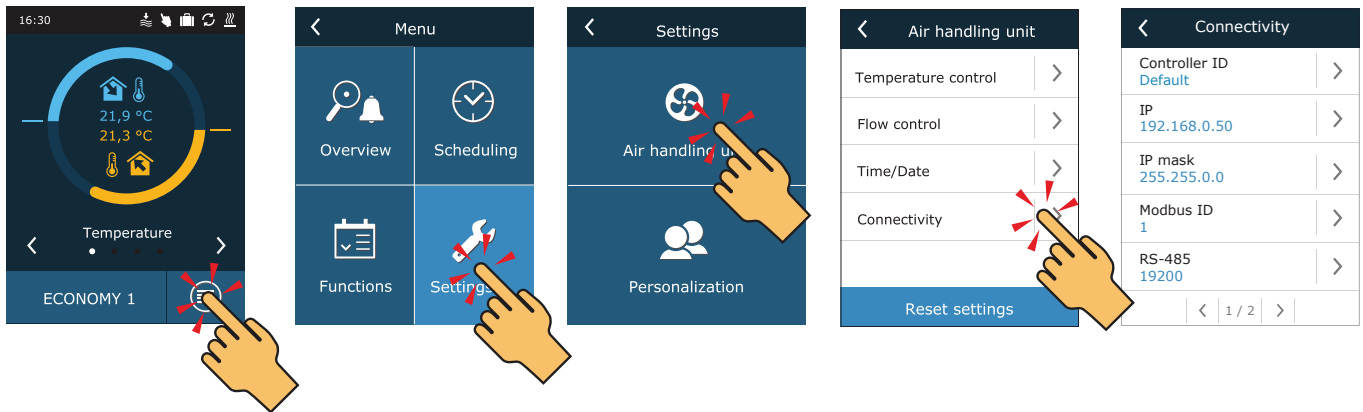 16:30
21,9 °C
21,3 °C
Temperature
ECONOMY 1
Menu
Overview
Scheduling
Functions
Settings
Settings
Air handling u
Personalization
Air handling unit
Temperature control
Flow control
Time/Date
Connectivity
Reset settings
Connectivity
Controller ID
Default
IP
192.168.0.50
IP mask
255.255.0.0
Modbus ID
1
RS-485
19200
1 / 2